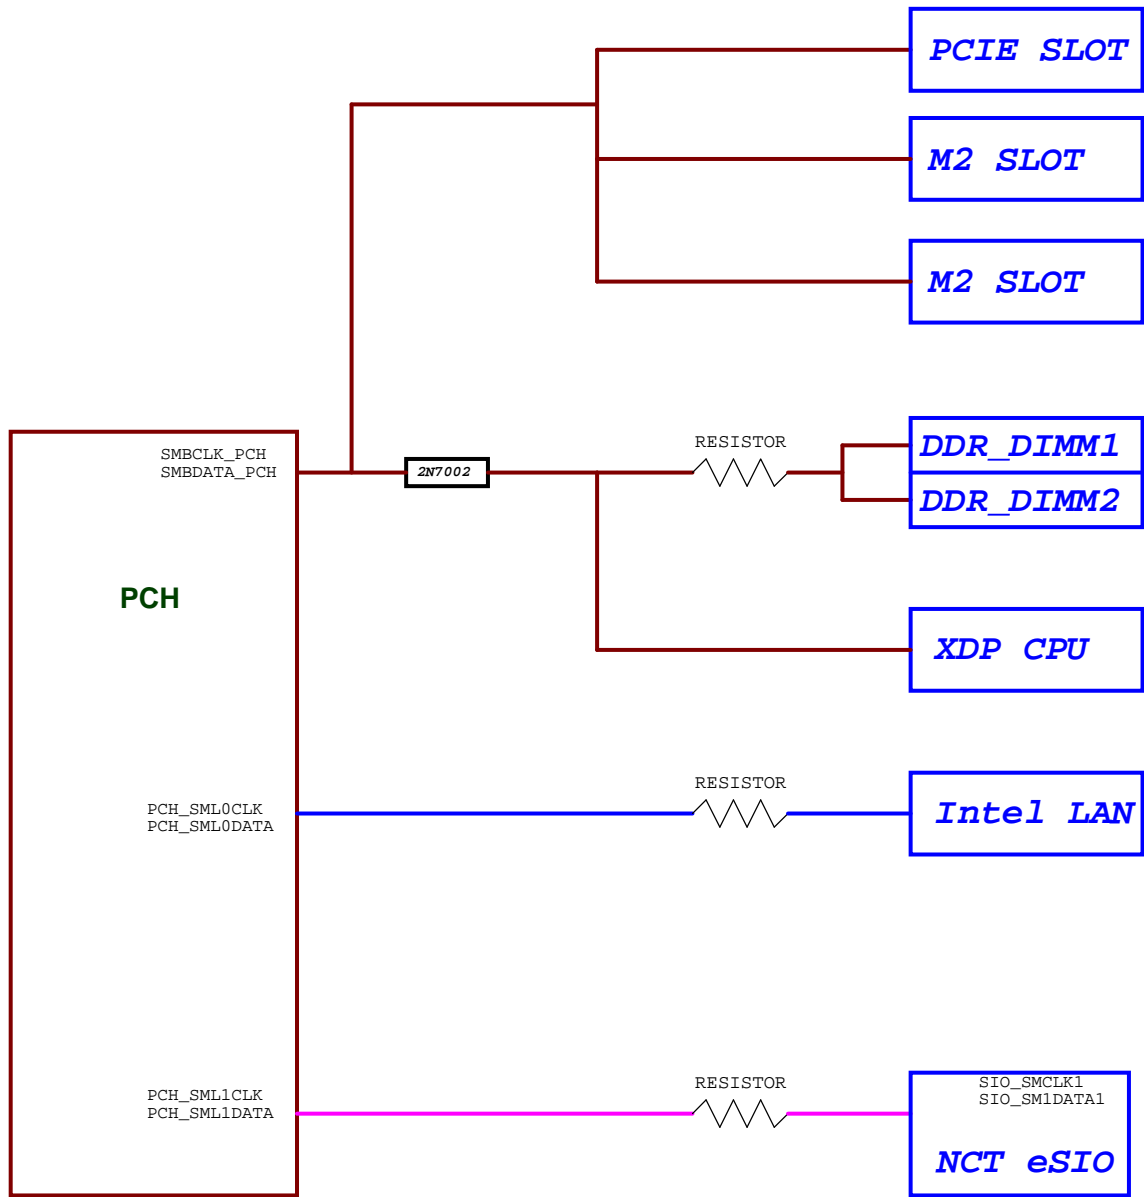 PCIE SLOT
M2 SLOT
M2 SLOT
SMBCLK_PCH
SMBDATA_PCH
2N7002
RESISTOR
DDR_DIMM1
DDR_DIMM2
PCH
XDP CPU
PCH_SML0CLK
PCH_SML0DATA
RESISTOR
Intel LAN
PCH_SML1CLK
PCH_SML1DATA
RESISTOR
SIO_SMCLK1
SIO_SM1DATA1
NCT eSIO